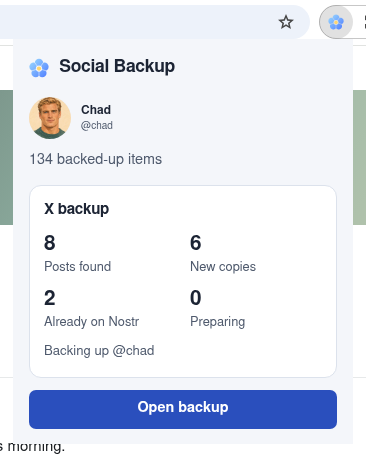 Social Backup
Chad
@chad
134 backed-up items
X backup
8
6
Posts found
New copies
2
0
Already on Nostr
Preparing
Backing up @chad
Open backup
morning.